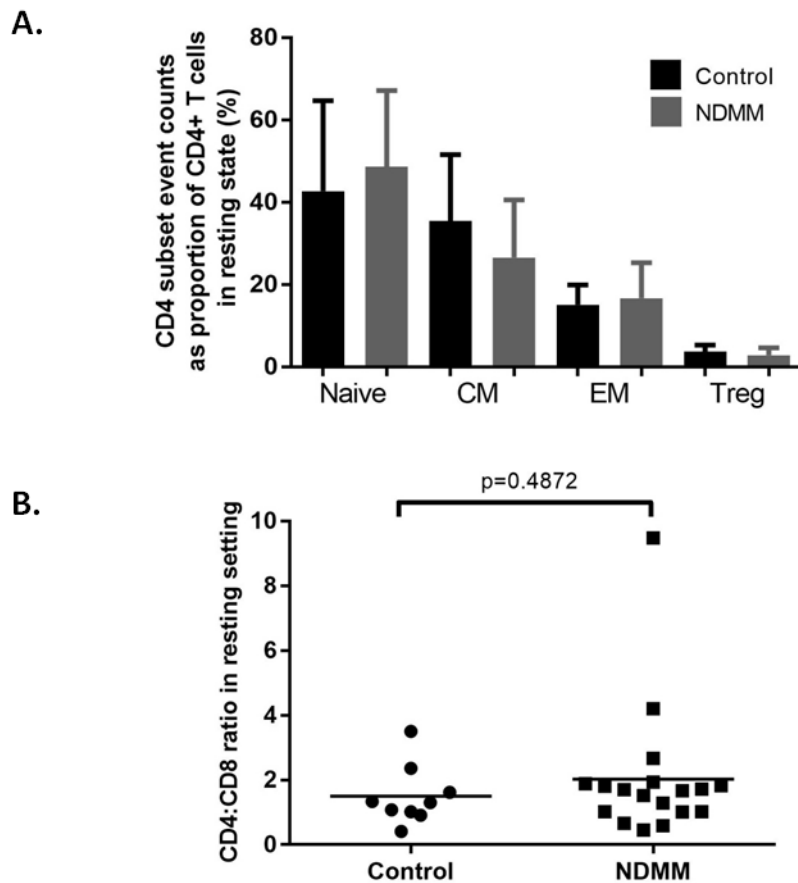 A.
CD4 subset event counts
as proportion of CD4+ T cells
in resting state (%)
80
60
40
20
0
Control
NDMM
Naive
CM
EM
Treg
B.
p=0.4872
CD4:CD8 ratio in resting setting
10
8
6
4
2
0
Control
NDMM